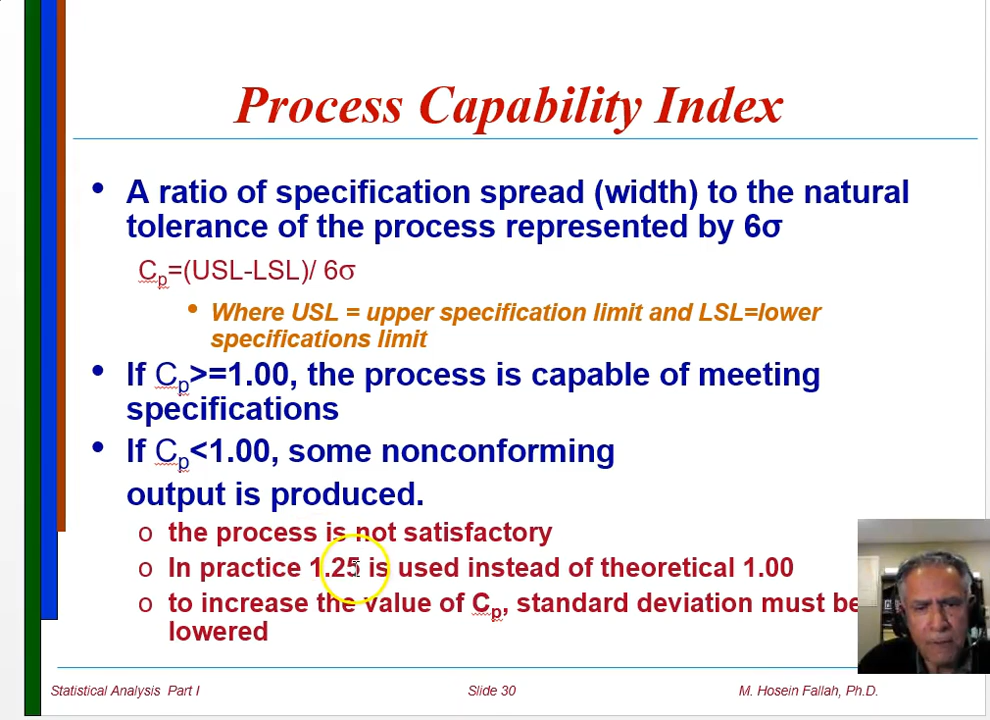 Process Capability Index
• A ratio of specification spread (width) to the natural
tolerance of the process represented by 6σ
Cp=(USL-LSL)/ 6σ
• Where USL = upper specification limit and LSL=lower
specifications limit
• If Cp>=1.00, the process is capable of meeting
specifications
• If Cp<1.00, some nonconforming
output is produced.
o the process is not satisfactory
o In practice 1.25 is used instead of theoretical 1.00
o to increase the value of Cp, standard deviation must be
lowered
Statistical Analysis Part I
Slide 30
M. Hosein Fallah, Ph.D.